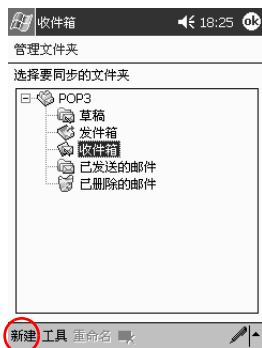 收件箱 18:25 ok
管理文件夹
选择要同步的文件夹
POP3
草稿
发件箱
收件箱
已发送的邮件
已删除的邮件
新建 工具 重命名